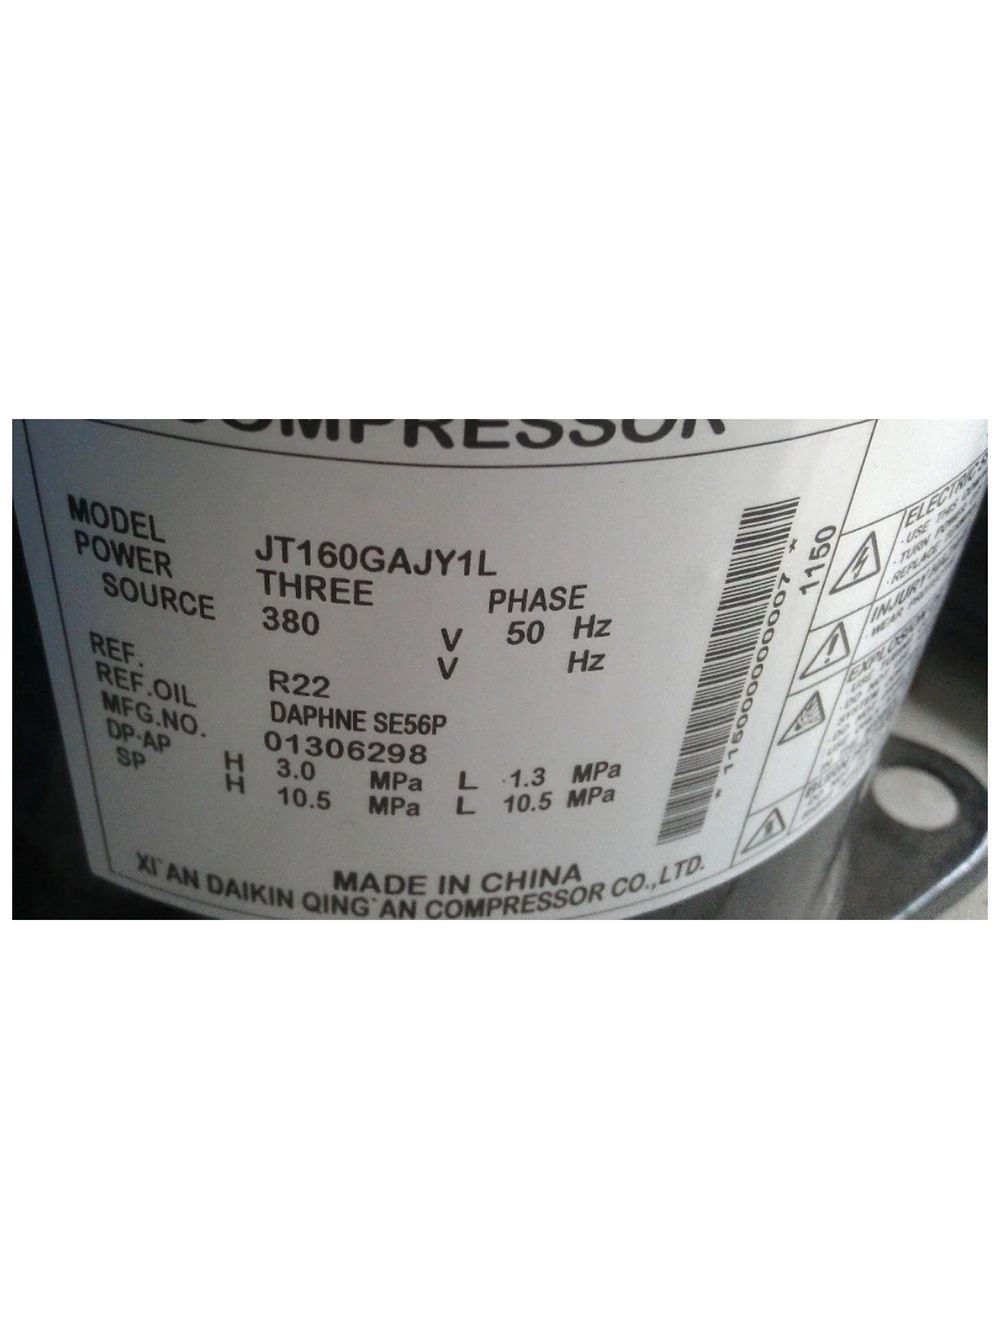 COMPRESSOR
MODEL JT160GAJY1L
POWER THREE PHASE
SOURCE 380 V 50 Hz
V Hz
REF. R22
REF.OIL DAPHNE SE56P
MFG.NO. 01306298
DP·AP H 3.0 MPa L 1.3 MPa
SP H 10.5 MPa L 10.5 MPa
MADE IN CHINA
XI'AN DAIKIN QING'AN COMPRESSOR CO.,LTD.
1150